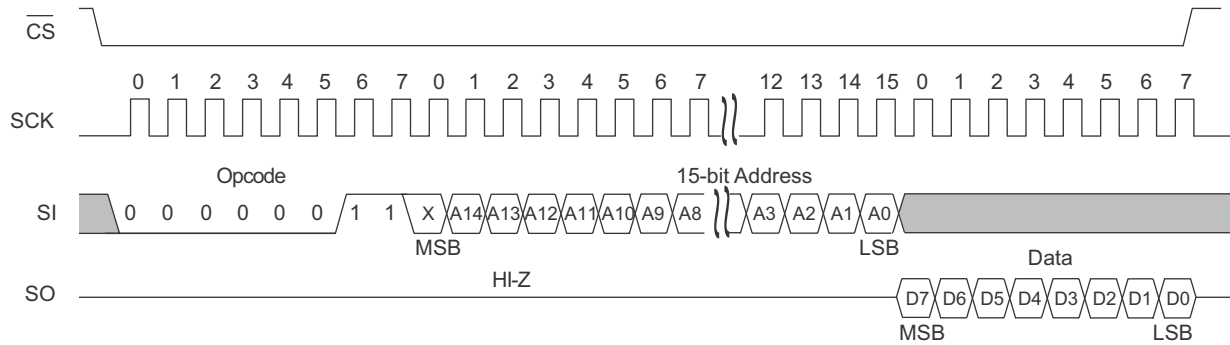 CS
0 1 2 3 4 5 6 7 0 1 2 3 4 5 6 7 12 13 14 15 0 1 2 3 4 5 6 7
SCK
Opcode 15-bit Address
SI 0 0 0 0 0 0 1 1 X A14 A13 A12 A11 A10 A9 A8 A3 A2 A1 A0
MSB LSB
HI-Z Data
SO D7 D6 D5 D4 D3 D2 D1 D0
MSB LSB